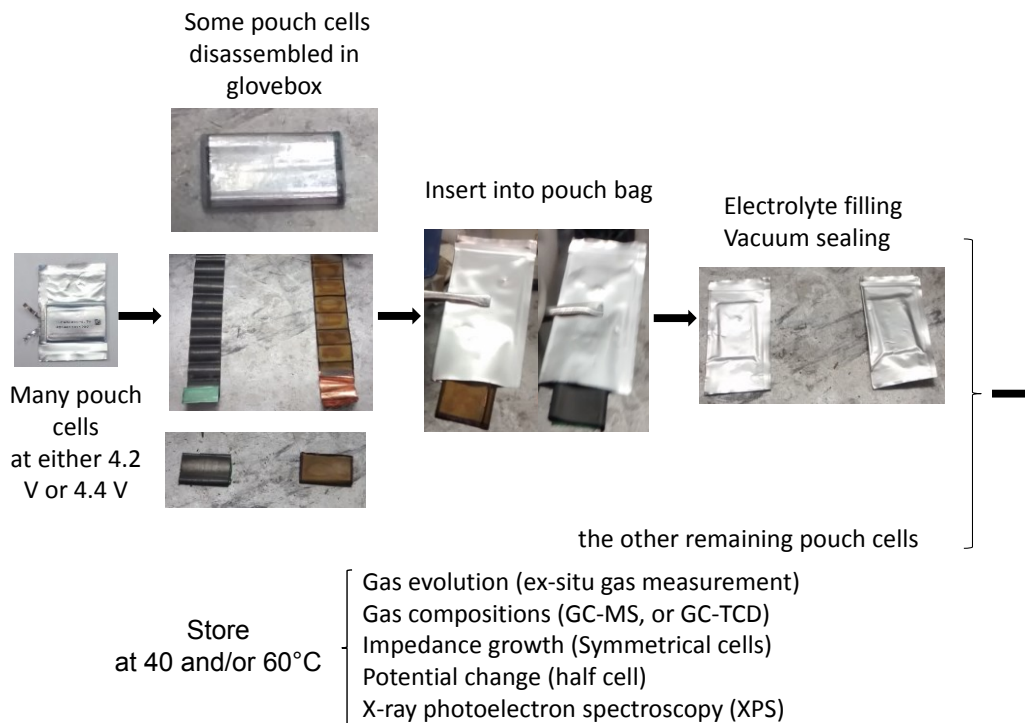 Some pouch cells
disassembled in
glovebox
Insert into pouch bag
Electrolyte filling
Vacuum sealing
Many pouch
cells
at either 4.2
V or 4.4 V
the other remaining pouch cells
Store
at 40 and/or 60°C
Gas evolution (ex-situ gas measurement)
Gas compositions (GC-MS, or GC-TCD)
Impedance growth (Symmetrical cells)
Potential change (half cell)
X-ray photoelectron spectroscopy (XPS)